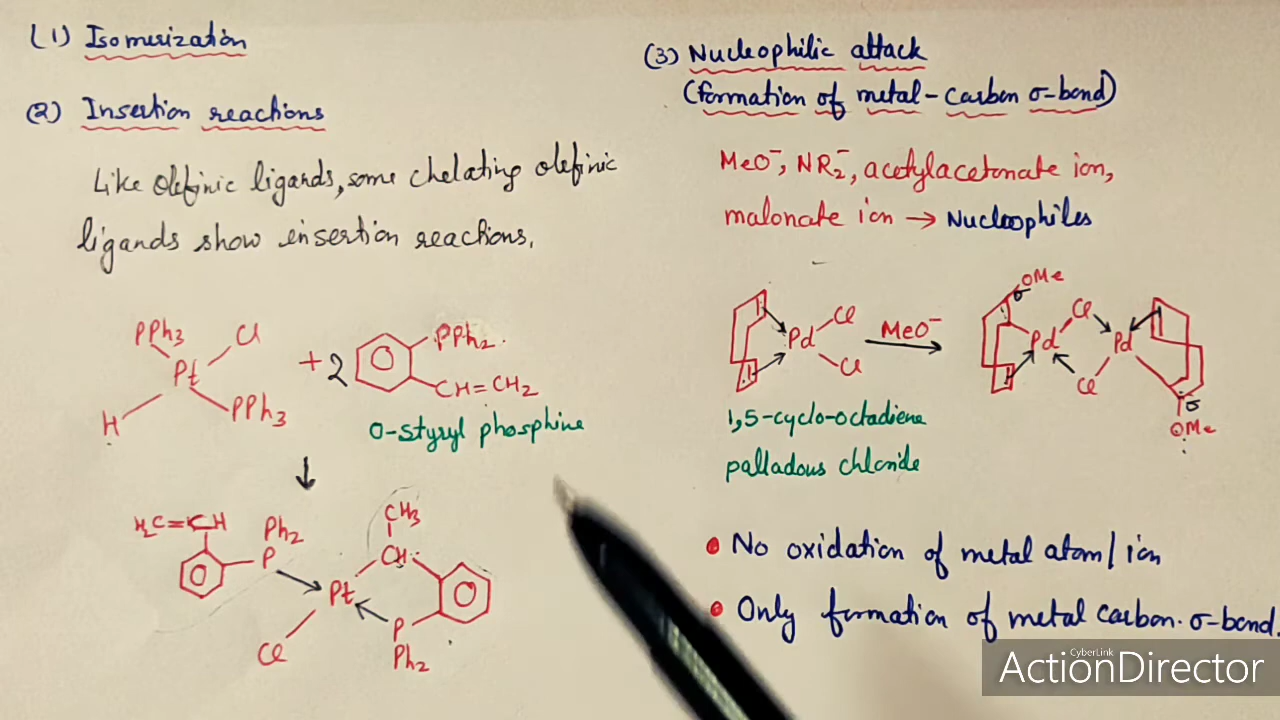 (1) Isomerization
(2) Insertion reactions
Like olefinic ligands, some chelating olefinic
ligands show insertion reactions.
PPh₃
Cl
Pt
H
PPh₃
+ 2
PPh₂
CH=CH₂
O-styryl phosphine
↓
H₂C=CH
Ph₂
P
Pt
CH₃
CH
Cl
P
Ph₂
(3) Nucleophilic attack
(formation of metal-carbon σ-bond)
MeO⁻, NR₂⁻, acetylacetonate ion,
malonate ion → Nucleophiles
Pd
Cl
Cl
MeO⁻
→
OMe
σ
Pd
Cl
Cl
Pd
σ
OMe
1,5-cyclo-octadiene
palladous chloride
• No oxidation of metal atom/ion
• Only formation of metal carbon σ-bond.
CyberLink
ActionDirector